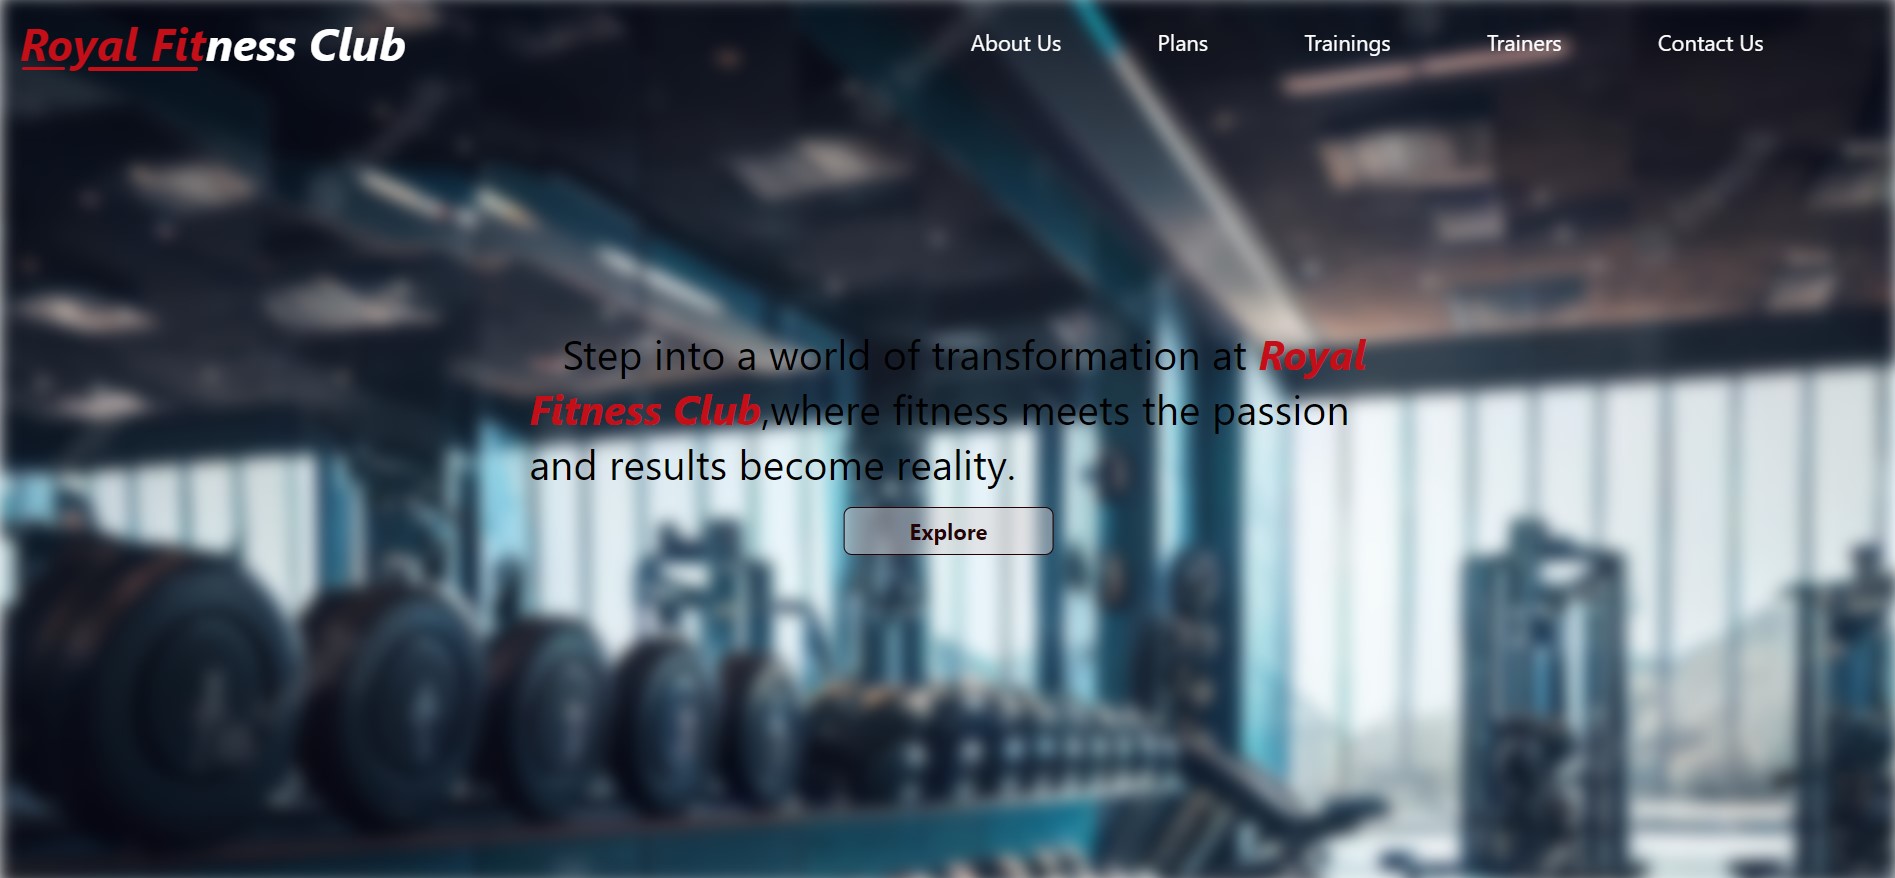 Royal Fitness Club
About Us
Plans
Trainings
Trainers
Contact Us
Step into a world of transformation at Royal
Fitness Club,where fitness meets the passion
and results become reality.
Explore